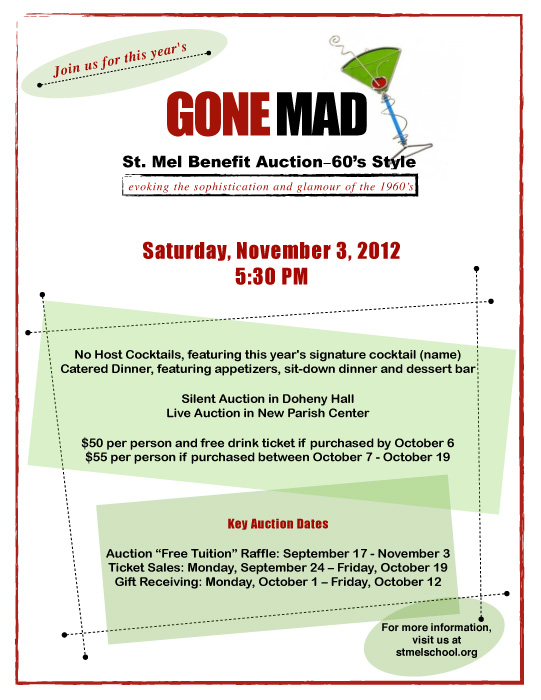 Join us for this year's
GONE MAD
St. Mel Benefit Auction–60's Style
evoking the sophistication and glamour of the 1960's
Saturday, November 3, 2012
5:30 PM
No Host Cocktails, featuring this year's signature cocktail (name)
Catered Dinner, featuring appetizers, sit-down dinner and dessert bar
Silent Auction in Doheny Hall
Live Auction in New Parish Center
$50 per person and free drink ticket if purchased by October 6
$55 per person if purchased between October 7 - October 19
Key Auction Dates
Auction “Free Tuition” Raffle: September 17 - November 3
Ticket Sales: Monday, September 24 – Friday, October 19
Gift Receiving: Monday, October 1 – Friday, October 12
For more information,
visit us at
stmelschool.org